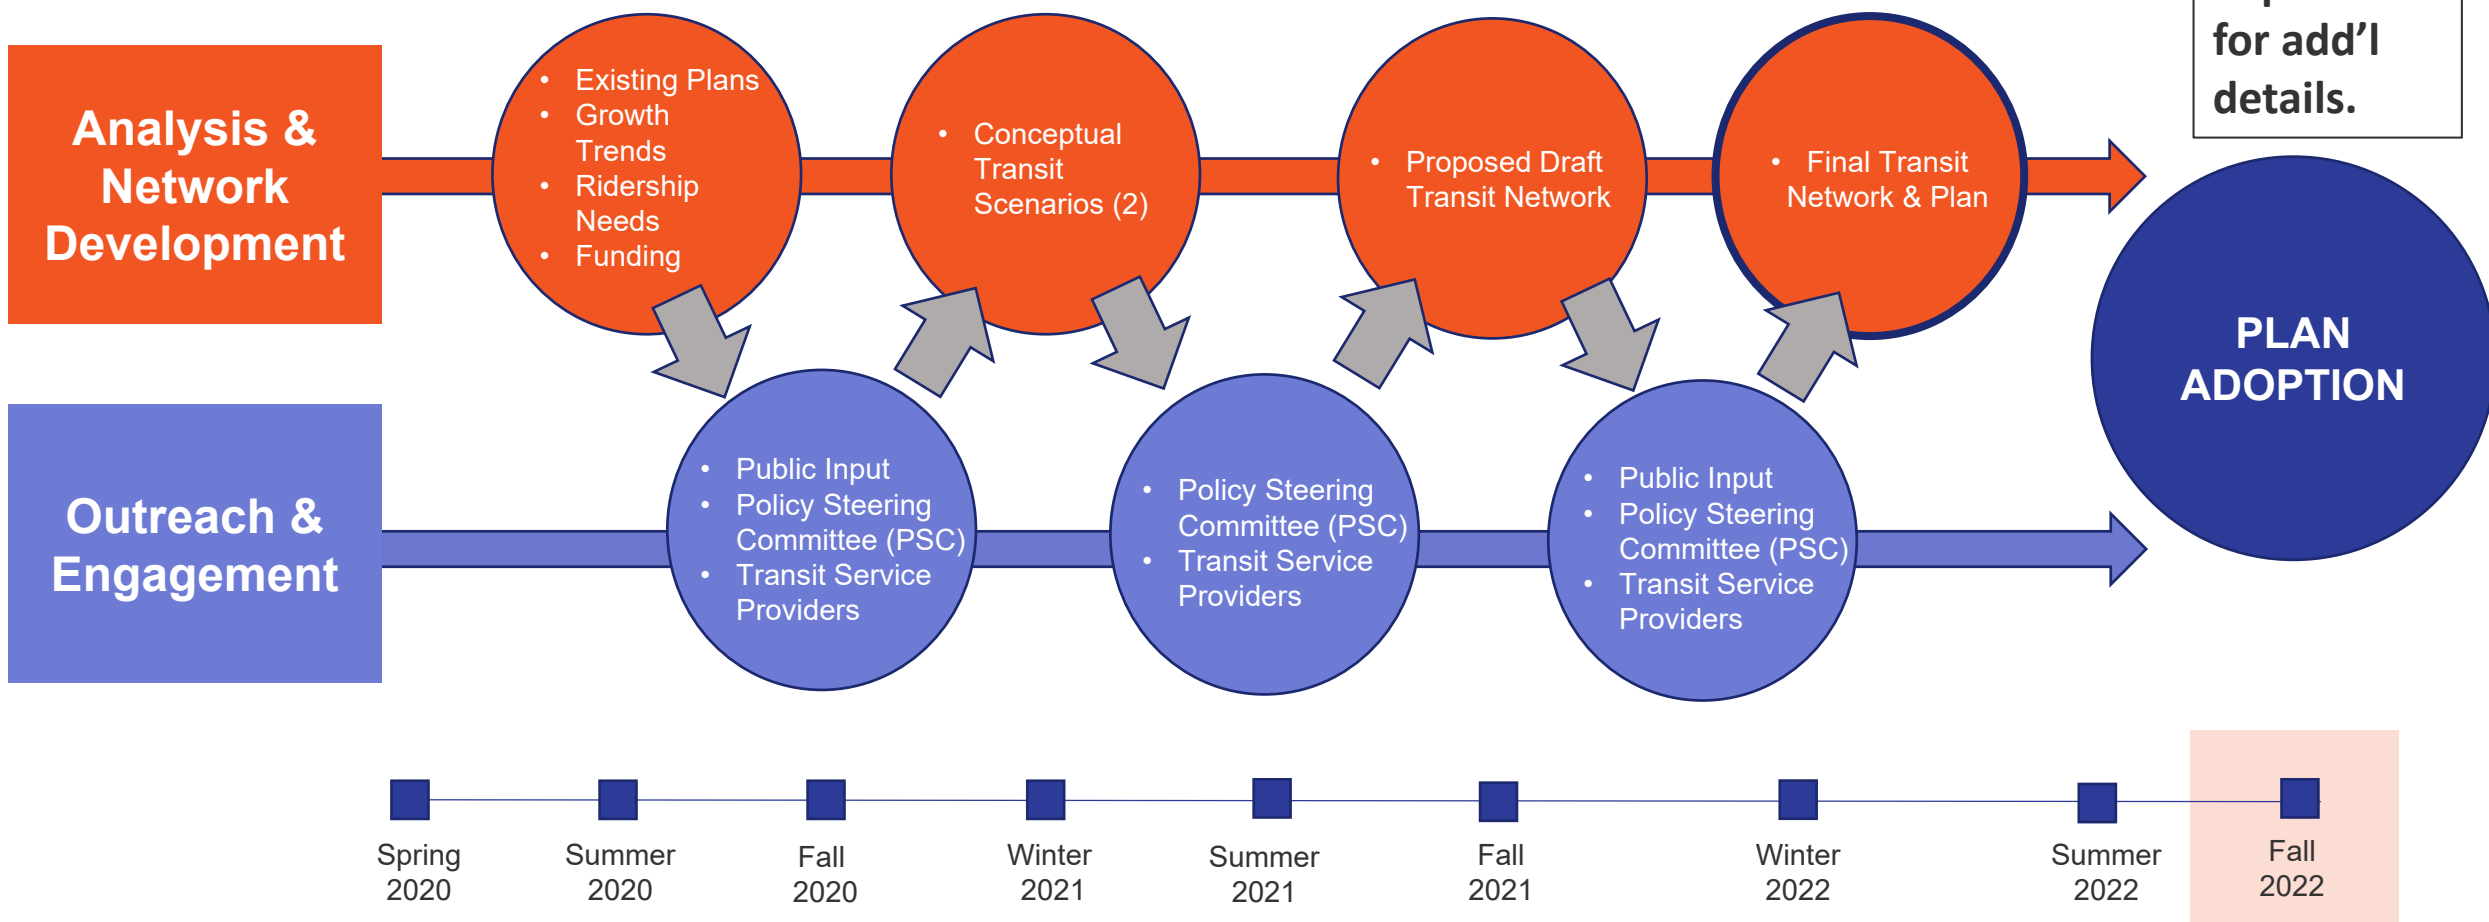 for add'l
details.
Analysis &
Network
Development
• Existing Plans
• Growth
Trends
• Ridership
Needs
• Funding
• Conceptual
Transit
Scenarios (2)
• Proposed Draft
Transit Network
• Final Transit
Network & Plan
PLAN
ADOPTION
Outreach &
Engagement
• Public Input
• Policy Steering
Committee (PSC)
• Transit Service
Providers
• Policy Steering
Committee (PSC)
• Transit Service
Providers
• Public Input
• Policy Steering
Committee (PSC)
• Transit Service
Providers
Spring
2020
Summer
2020
Fall
2020
Winter
2021
Summer
2021
Fall
2021
Winter
2022
Summer
2022
Fall
2022